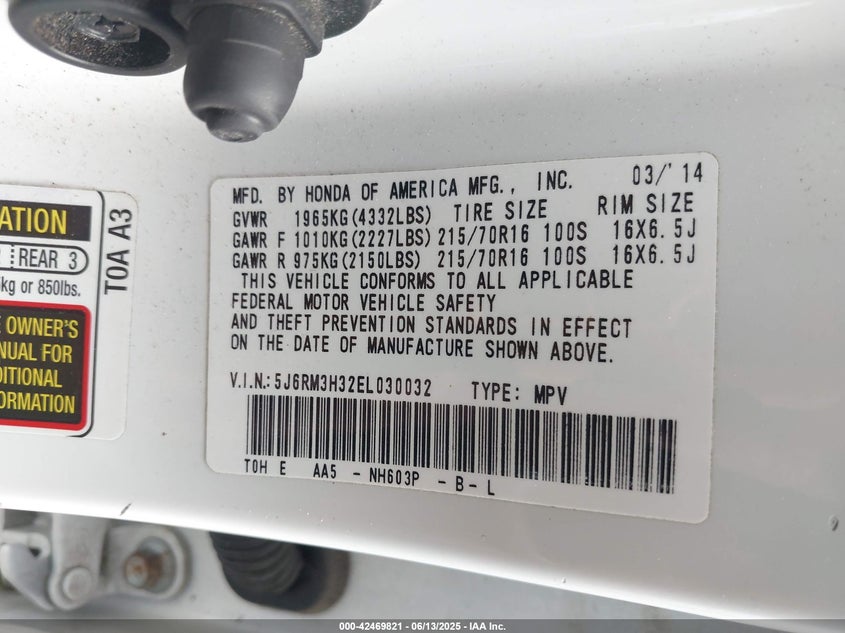 MFD. BY HONDA OF AMERICA MFG., INC. 03/'14
GVWR 1965KG(4332LBS) TIRE SIZE RIM SIZE
GAWR F 1010KG(2227LBS) 215/70R16 100S 16X6.5J
GAWR R 975KG(2150LBS) 215/70R16 100S 16X6.5J
THIS VEHICLE CONFORMS TO ALL APPLICABLE
FEDERAL MOTOR VEHICLE SAFETY
AND THEFT PREVENTION STANDARDS IN EFFECT
ON THE DATE OF MANUFACTURE SHOWN ABOVE.
V.I.N.: 5J6RM3H32EL030032 TYPE: MPV
T0H E AA5 - NH603P - B - L
REAR 3
kg or 850lbs.
OWNER'S
FOR
T0A A3
000-42469821 - 06/13/2025 - IAA Inc.